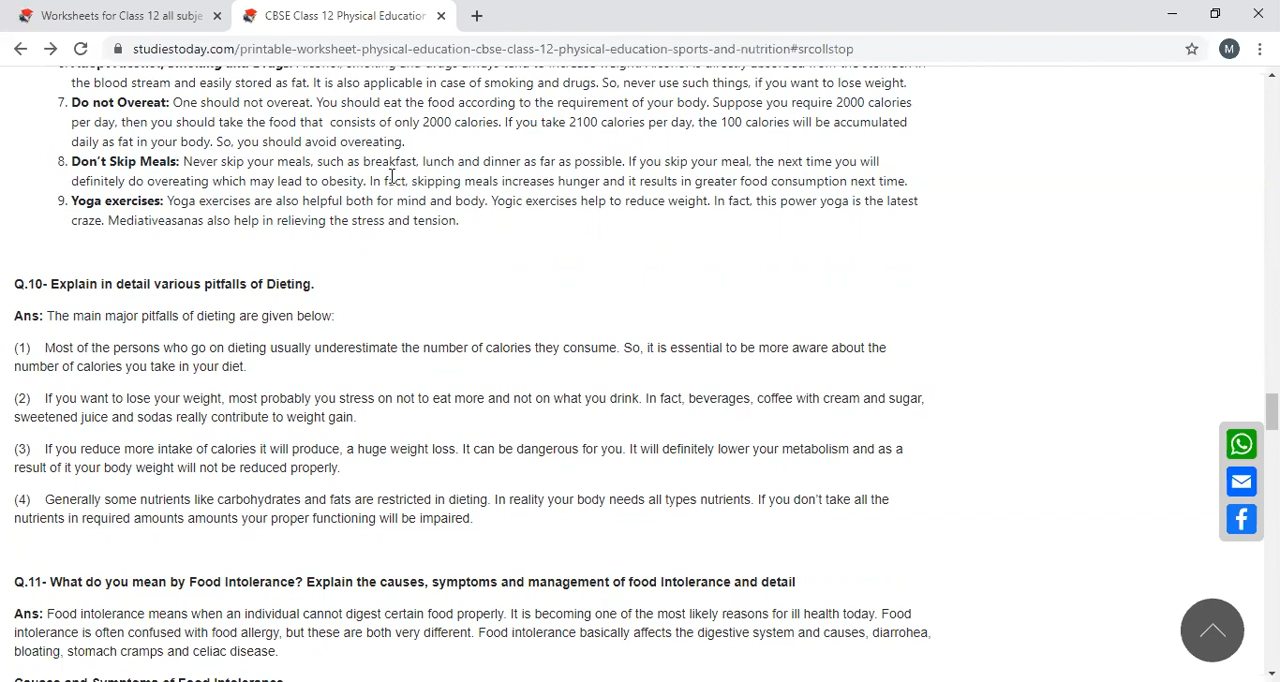 Worksheets for Class 12 all subje
CBSE Class 12 Physical Education
studiestoday.com/printable-worksheet-physical-education-cbse-class-12-physical-education-sports-and-nutrition#srcollstop
M
the blood stream and easily stored as fat. It is also applicable in case of smoking and drugs. So, never use such things, if you want to lose weight.
7. Do not Overeat: One should not overeat. You should eat the food according to the requirement of your body. Suppose you require 2000 calories
per day, then you should take the food that consists of only 2000 calories. If you take 2100 calories per day, the 100 calories will be accumulated
daily as fat in your body. So, you should avoid overeating.
8. Don't Skip Meals: Never skip your meals, such as breakfast, lunch and dinner as far as possible. If you skip your meal, the next time you will
definitely do overeating which may lead to obesity. In fact, skipping meals increases hunger and it results in greater food consumption next time.
9. Yoga exercises: Yoga exercises are also helpful both for mind and body. Yogic exercises help to reduce weight. In fact, this power yoga is the latest
craze. Mediativeasanas also help in relieving the stress and tension.
Q.10- Explain in detail various pitfalls of Dieting.
Ans: The main major pitfalls of dieting are given below:
(1) Most of the persons who go on dieting usually underestimate the number of calories they consume. So, it is essential to be more aware about the
number of calories you take in your diet.
(2) If you want to lose your weight, most probably you stress on not to eat more and not on what you drink. In fact, beverages, coffee with cream and sugar,
sweetened juice and sodas really contribute to weight gain.
(3) If you reduce more intake of calories it will produce, a huge weight loss. It can be dangerous for you. It will definitely lower your metabolism and as a
result of it your body weight will not be reduced properly.
(4) Generally some nutrients like carbohydrates and fats are restricted in dieting. In reality your body needs all types nutrients. If you don't take all the
nutrients in required amounts amounts your proper functioning will be impaired.
Q.11- What do you mean by Food Intolerance? Explain the causes, symptoms and management of food Intolerance and detail
Ans: Food intolerance means when an individual cannot digest certain food properly. It is becoming one of the most likely reasons for ill health today. Food
intolerance is often confused with food allergy, but these are both very different. Food intolerance basically affects the digestive system and causes, diarrhoea,
bloating, stomach cramps and celiac disease.
Causes and Symptoms of Food Intolerance